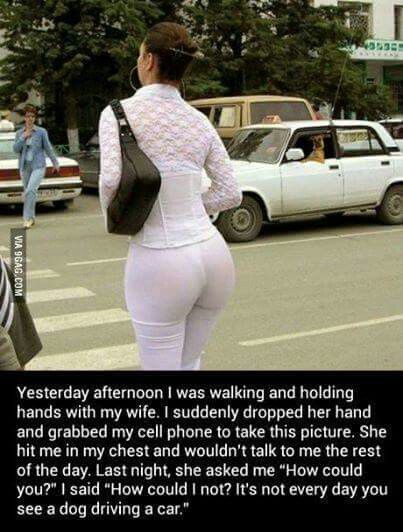 VIA 9GAG.COM
Yesterday afternoon I was walking and holding
hands with my wife. I suddenly dropped her hand
and grabbed my cell phone to take this picture. She
hit me in my chest and wouldn't talk to me the rest
of the day. Last night, she asked me "How could
you?" I said "How could I not? It's not every day you
see a dog driving a car."